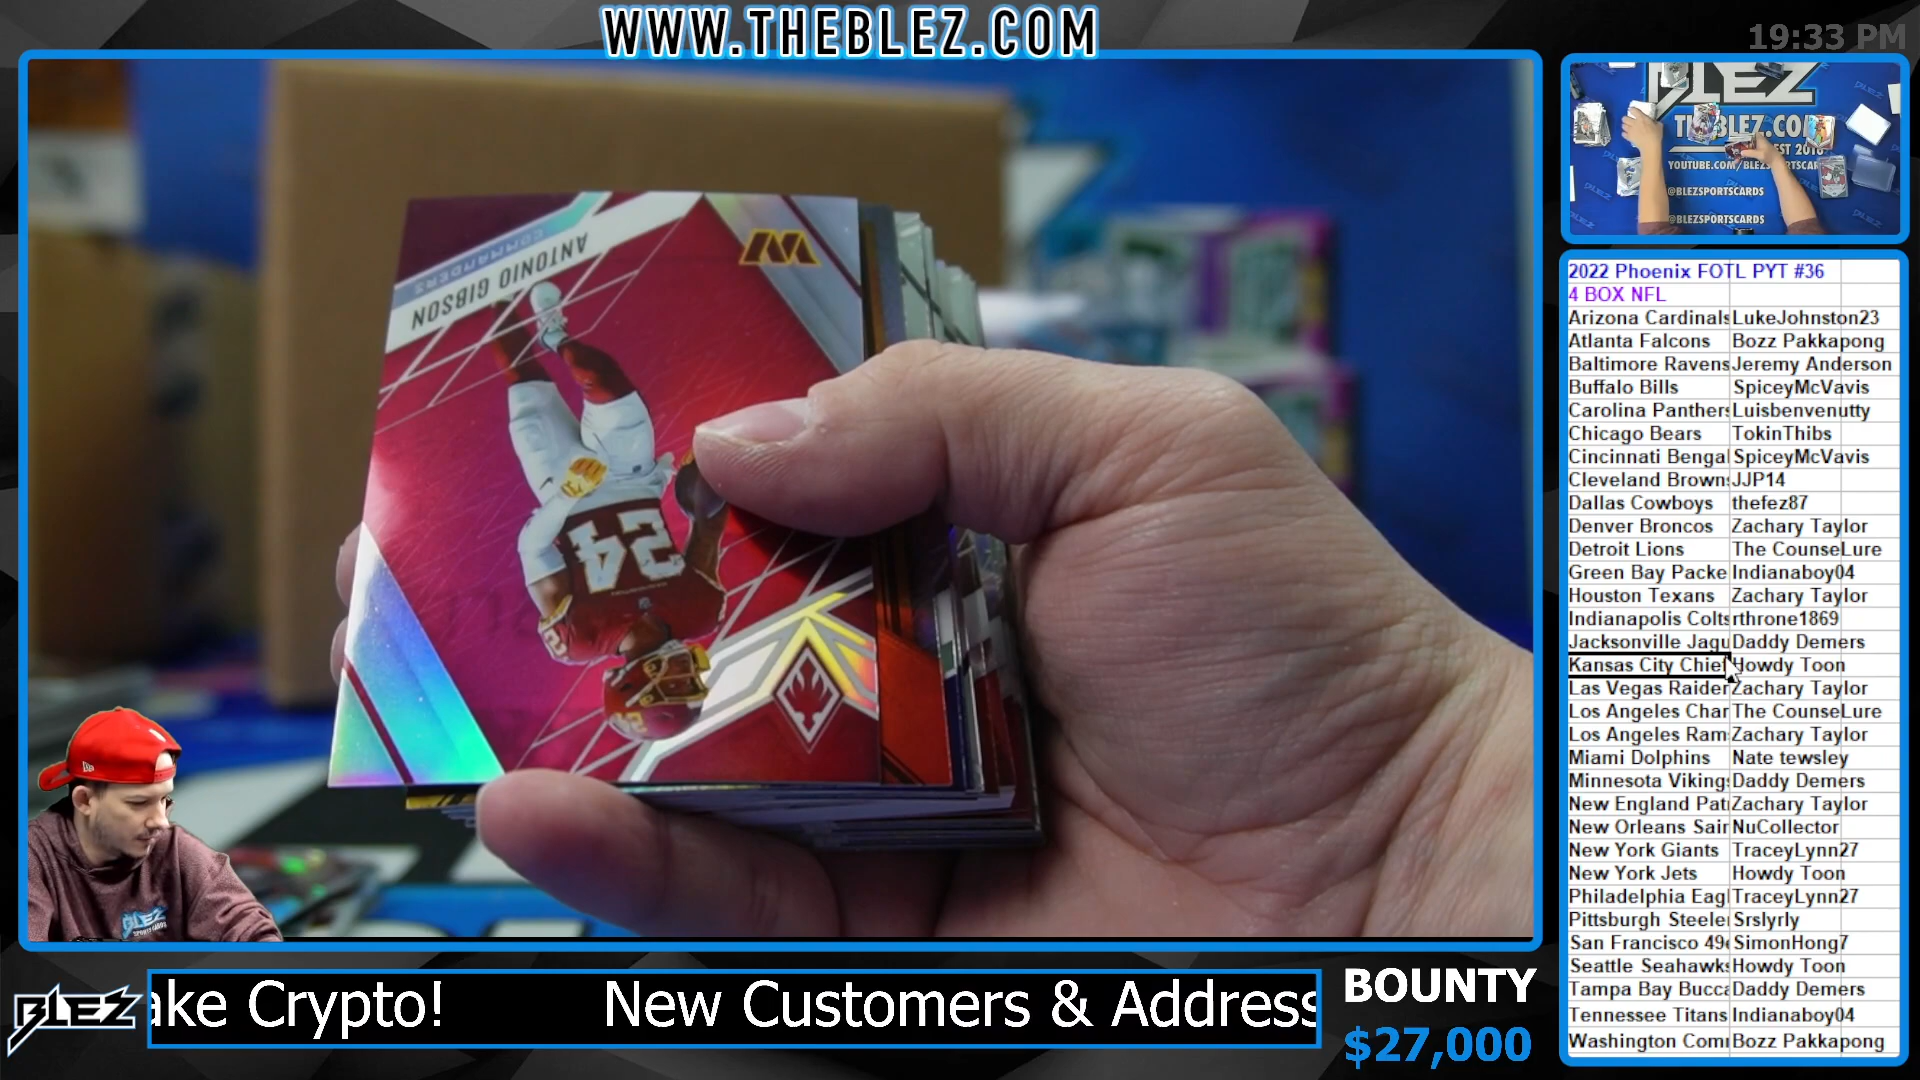 WWW.THEBLEZ.COM
19:33 PM
ANTONIO GIBSON
COMMANDERS
W
24
BLEZ
THEBLEZ.COM
EST 2016
@BLEZSPORTSCARDS
@BLEZSPORTSCARDS
2022 Phoenix FOTL PYT #36
4 BOX NFL
Arizona Cardinals LukeJohnston23
Atlanta Falcons Bozz Pakkapong
Baltimore Ravens Jeremy Anderson
Buffalo Bills SpiceyMcVavis
Carolina Panthers Luisbenvenutty
Chicago Bears TokinThibs
Cincinnati Bengal SpiceyMcVavis
Cleveland Browns JJP14
Dallas Cowboys thefez87
Denver Broncos Zachary Taylor
Detroit Lions The CounseLure
Green Bay Packe Indianaboy04
Houston Texans Zachary Taylor
Indianapolis Colts rthrone1869
Jacksonville Jagu Daddy Demers
Kansas City Chief Howdy Toon
Las Vegas Raider Zachary Taylor
Los Angeles Char The CounseLure
Los Angeles Ram Zachary Taylor
Miami Dolphins Nate tewsley
Minnesota Vikings Daddy Demers
New England Pat Zachary Taylor
New Orleans Sain NuCollector
New York Giants TraceyLynn27
New York Jets Howdy Toon
Philadelphia Eagl TraceyLynn27
Pittsburgh Steele Srslyrly
San Francisco 49e SimonHong7
Seattle Seahawks Howdy Toon
Tampa Bay Bucca Daddy Demers
Tennessee Titans Indianaboy04
Washington Com Bozz Pakkapong
BLEZ
SPORTS CARDS
BLEZ
ake Crypto! New Customers & Address
BOUNTY
$27,000